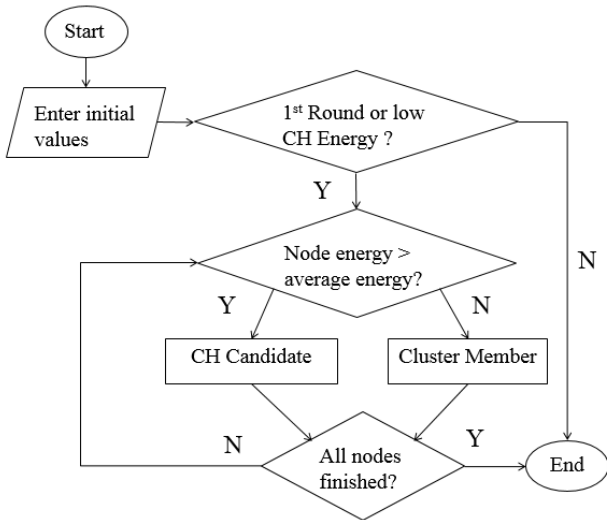 Start
Enter initial
values
1st Round or low
CH Energy ?
Y
N
Node energy >
average energy?
Y
N
CH Candidate
Cluster Member
N
Y
All nodes
finished?
End